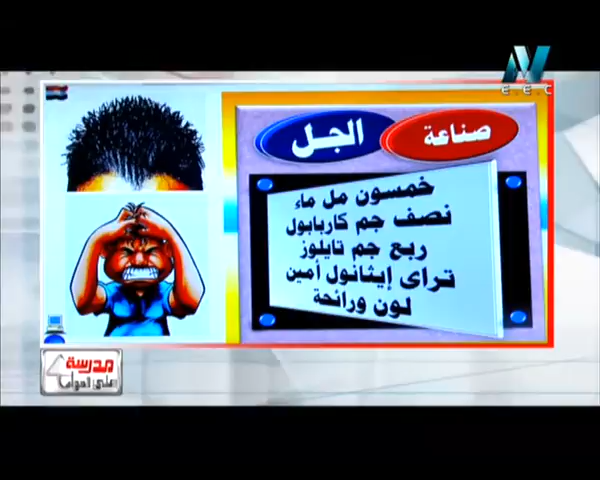 E.E.C
صناعة الجل
خمسون مل ماء
نصف جم كاربابول
ربع جم تايلوز
تراى إيثانول أمين
لون ورائحة
مدرسة
على الهواء